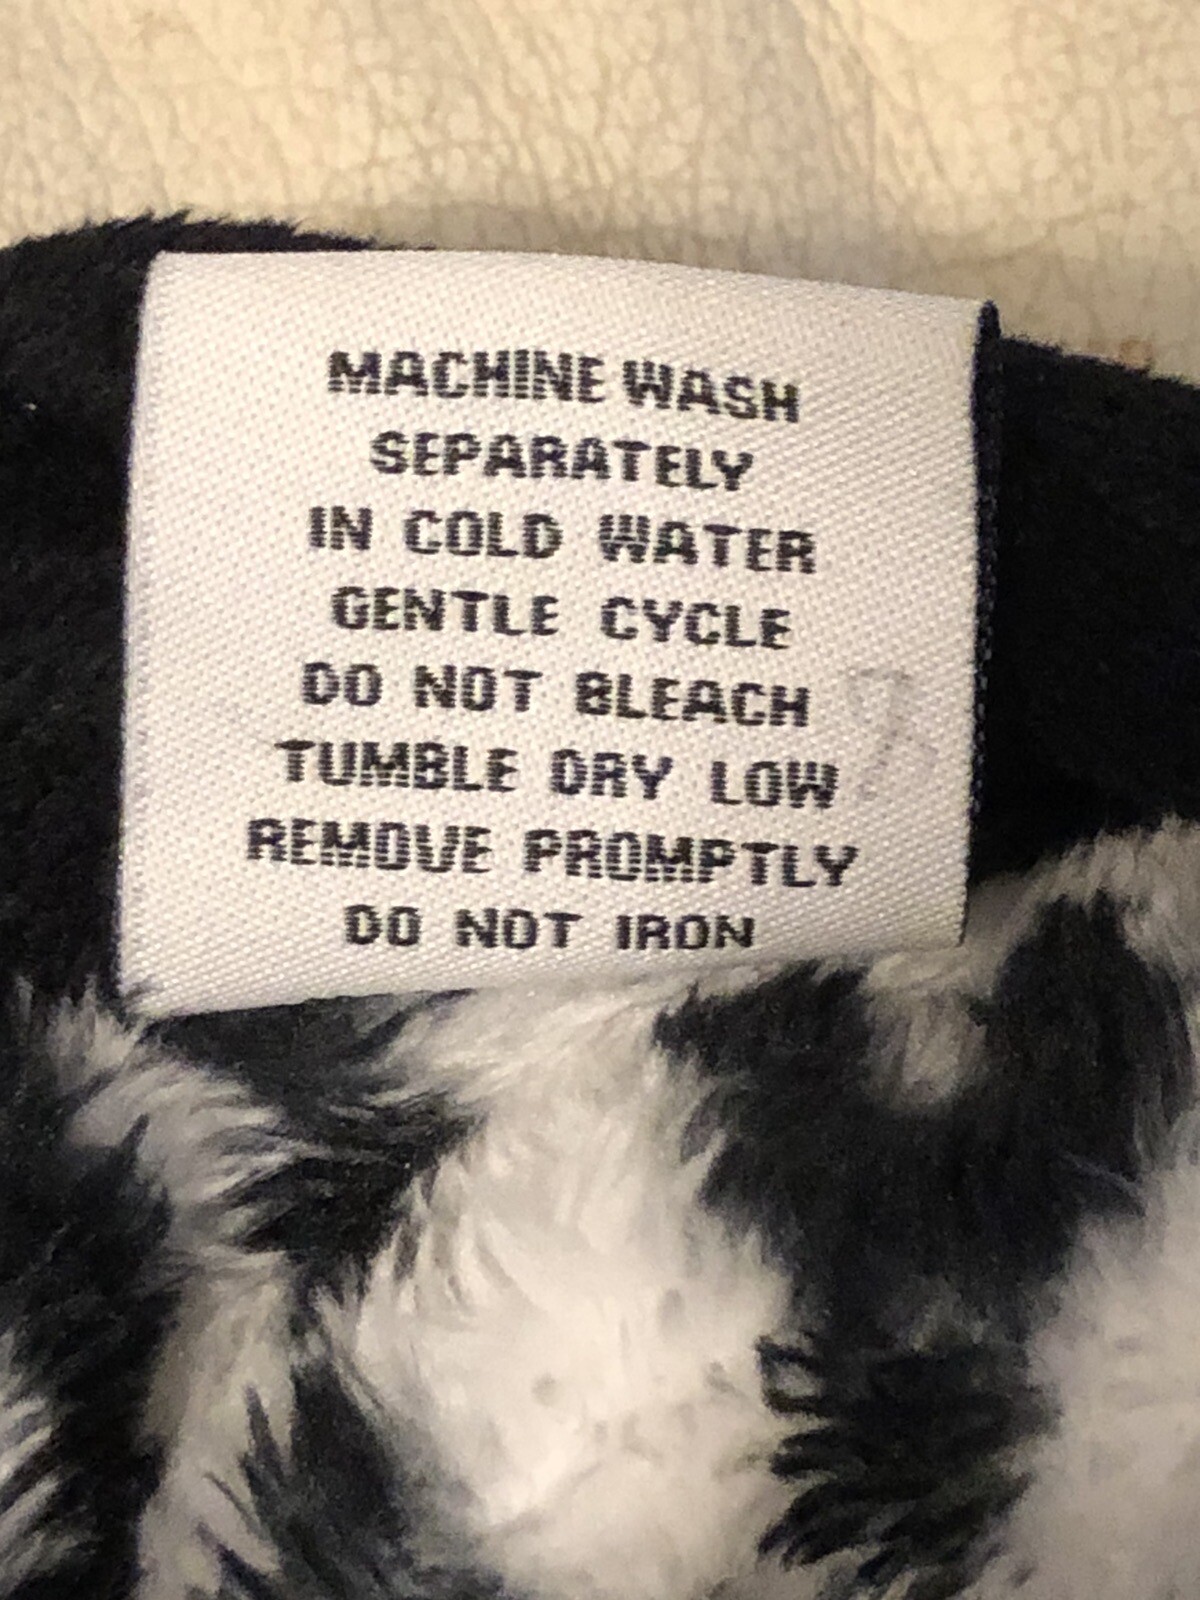 MACHINE WASH
SEPARATELY
IN COLD WATER
GENTLE CYCLE
DO NOT BLEACH
TUMBLE DRY LOW
REMOVE PROMPTLY
DO NOT IRON